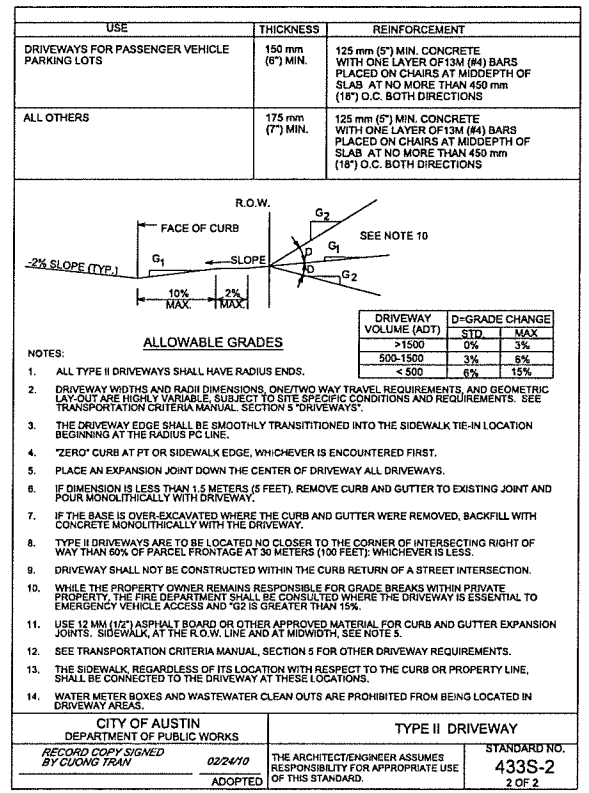 USE THICKNESS REINFORCEMENT
DRIVEWAYS FOR PASSENGER VEHICLE
PARKING LOTS
150 mm
(6") MIN.
125 mm (5") MIN. CONCRETE
WITH ONE LAYER OF13M (#4) BARS
PLACED ON CHAIRS AT MIDDEPTH OF
SLAB AT NO MORE THAN 450 mm
(18") O.C. BOTH DIRECTIONS
ALL OTHERS
175 mm
(7") MIN.
125 mm (5") MIN. CONCRETE
WITH ONE LAYER OF13M (#4) BARS
PLACED ON CHAIRS AT MIDDEPTH OF
SLAB AT NO MORE THAN 450 mm
(18") O.C. BOTH DIRECTIONS
R.O.W.
G2
FACE OF CURB
SEE NOTE 10
G1
D
G1
-2% SLOPE (TYP.)
SLOPE
D
G2
10%
MAX.
2%
MAX.
DRIVEWAY
VOLUME (ADT)
D=GRADE CHANGE
STD. MAX
>1500 0% 3%
500-1500 3% 6%
< 500 6% 15%
ALLOWABLE GRADES
NOTES:
1. ALL TYPE II DRIVEWAYS SHALL HAVE RADIUS ENDS.
2. DRIVEWAY WIDTHS AND RADII DIMENSIONS, ONE/TWO WAY TRAVEL REQUIREMENTS, AND GEOMETRIC
LAY-OUT ARE HIGHLY VARIABLE, SUBJECT TO SITE SPECIFIC CONDITIONS AND REQUIREMENTS. SEE
TRANSPORTATION CRITERIA MANUAL. SECTION 5 "DRIVEWAYS".
3. THE DRIVEWAY EDGE SHALL BE SMOOTHLY TRANSITITIONED INTO THE SIDEWALK TIE-IN LOCATION
BEGINNING AT THE RADIUS PC LINE.
4. "ZERO" CURB AT PT OR SIDEWALK EDGE, WHICHEVER IS ENCOUNTERED FIRST.
5. PLACE AN EXPANSION JOINT DOWN THE CENTER OF DRIVEWAY ALL DRIVEWAYS.
6. IF DIMENSION IS LESS THAN 1.5 METERS (5 FEET). REMOVE CURB AND GUTTER TO EXISTING JOINT AND
POUR MONOLITHICALLY WITH DRIVEWAY.
7. IF THE BASE IS OVER-EXCAVATED WHERE THE CURB AND GUTTER WERE REMOVED, BACKFILL WITH
CONCRETE MONOLITHICALLY WITH THE DRIVEWAY.
8. TYPE II DRIVEWAYS ARE TO BE LOCATED NO CLOSER TO THE CORNER OF INTERSECTING RIGHT OF
WAY THAN 60% OF PARCEL FRONTAGE AT 30 METERS (100 FEET): WHICHEVER IS LESS.
9. DRIVEWAY SHALL NOT BE CONSTRUCTED WITHIN THE CURB RETURN OF A STREET INTERSECTION.
10. WHILE THE PROPERTY OWNER REMAINS RESPONSIBLE FOR GRADE BREAKS WITHIN PRIVATE
PROPERTY, THE FIRE DEPARTMENT SHALL BE CONSULTED WHERE THE DRIVEWAY IS ESSENTIAL TO
EMERGENCY VEHICLE ACCESS AND "G2 IS GREATER THAN 15%.
11. USE 12 MM (1/2") ASPHALT BOARD OR OTHER APPROVED MATERIAL FOR CURB AND GUTTER EXPANSION
JOINTS. SIDEWALK, AT THE R.O.W. LINE AND AT MIDWIDTH, SEE NOTE 5.
12. SEE TRANSPORTATION CRITERIA MANUAL, SECTION 5 FOR OTHER DRIVEWAY REQUIREMENTS.
13. THE SIDEWALK, REGARDLESS OF ITS LOCATION WITH RESPECT TO THE CURB OR PROPERTY LINE,
SHALL BE CONNECTED TO THE DRIVEWAY AT THESE LOCATIONS.
14. WATER METER BOXES AND WASTEWATER CLEAN OUTS ARE PROHIBITED FROM BEING LOCATED IN
DRIVEWAY AREAS.
CITY OF AUSTIN
DEPARTMENT OF PUBLIC WORKS
TYPE II DRIVEWAY
RECORD COPY SIGNED
BY CUONG TRAN
02/24/10
ADOPTED
THE ARCHITECT/ENGINEER ASSUMES
RESPONSIBILITY FOR APPROPRIATE USE
OF THIS STANDARD.
STANDARD NO.
433S-2
2 OF 2